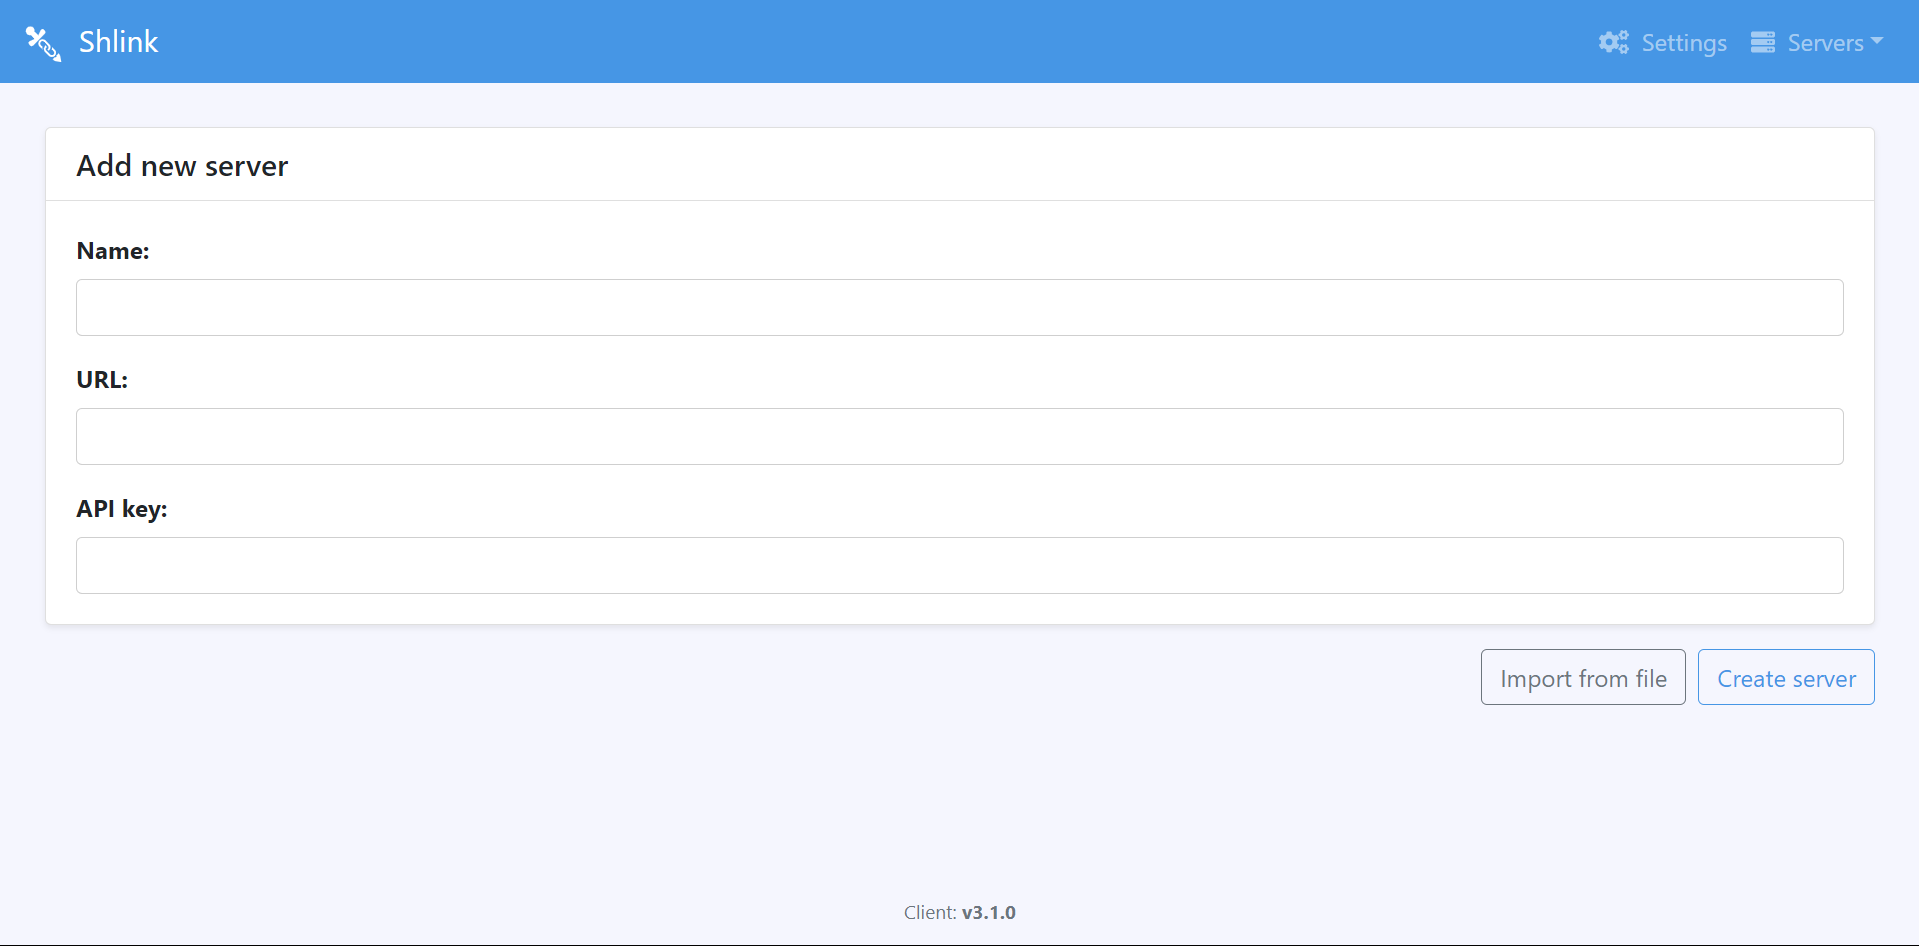 Shlink
Settings
Servers
Add new server
Name:
URL:
API key:
Import from file
Create server
Client: v3.1.0